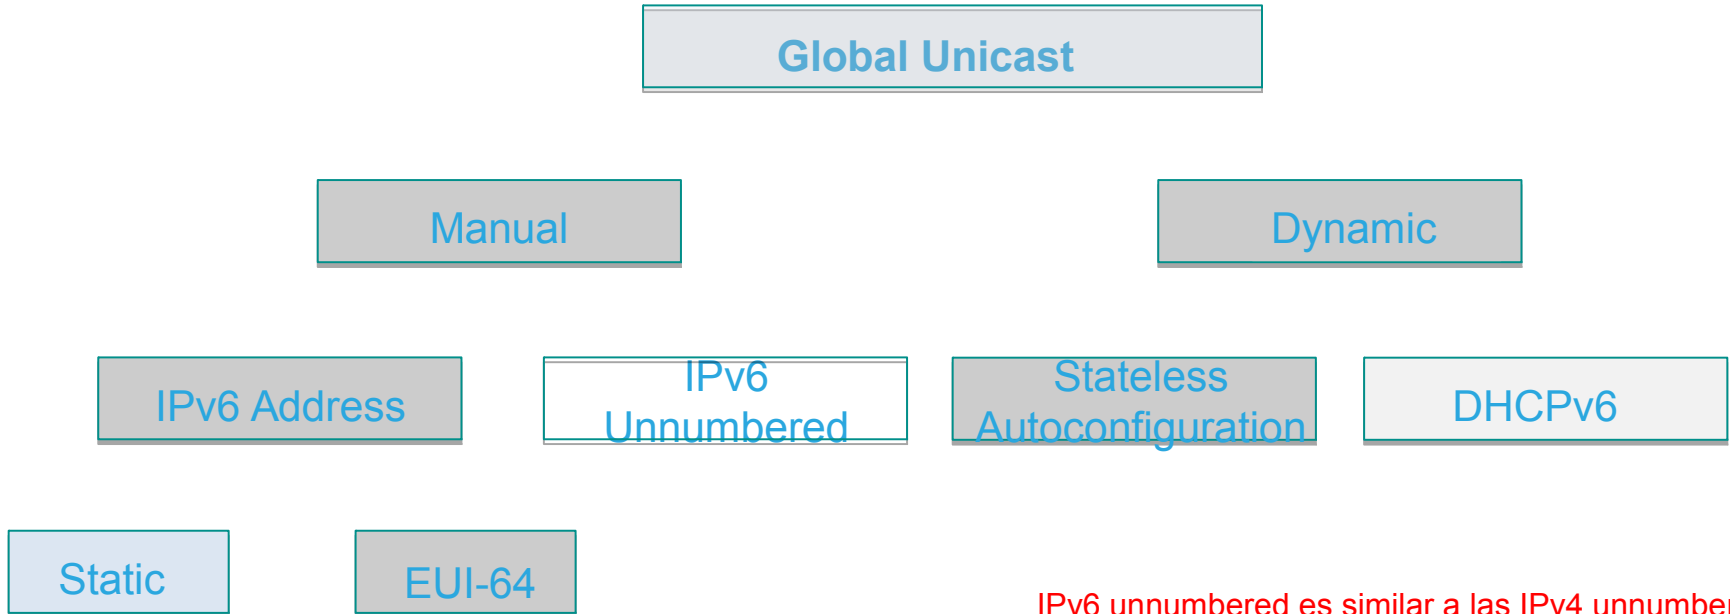 Global Unicast
Manual
Dynamic
IPv6 Address
IPv6
Unnumbered
Stateless
Autoconfiguration
DHCPv6
Static
EUI-64
IPv6 unnumbered es similar a las IPv4